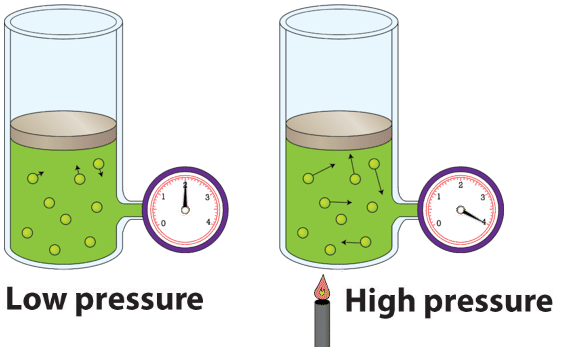 0 1 2 3 4
0 1 2 3 4
Low pressure
High pressure